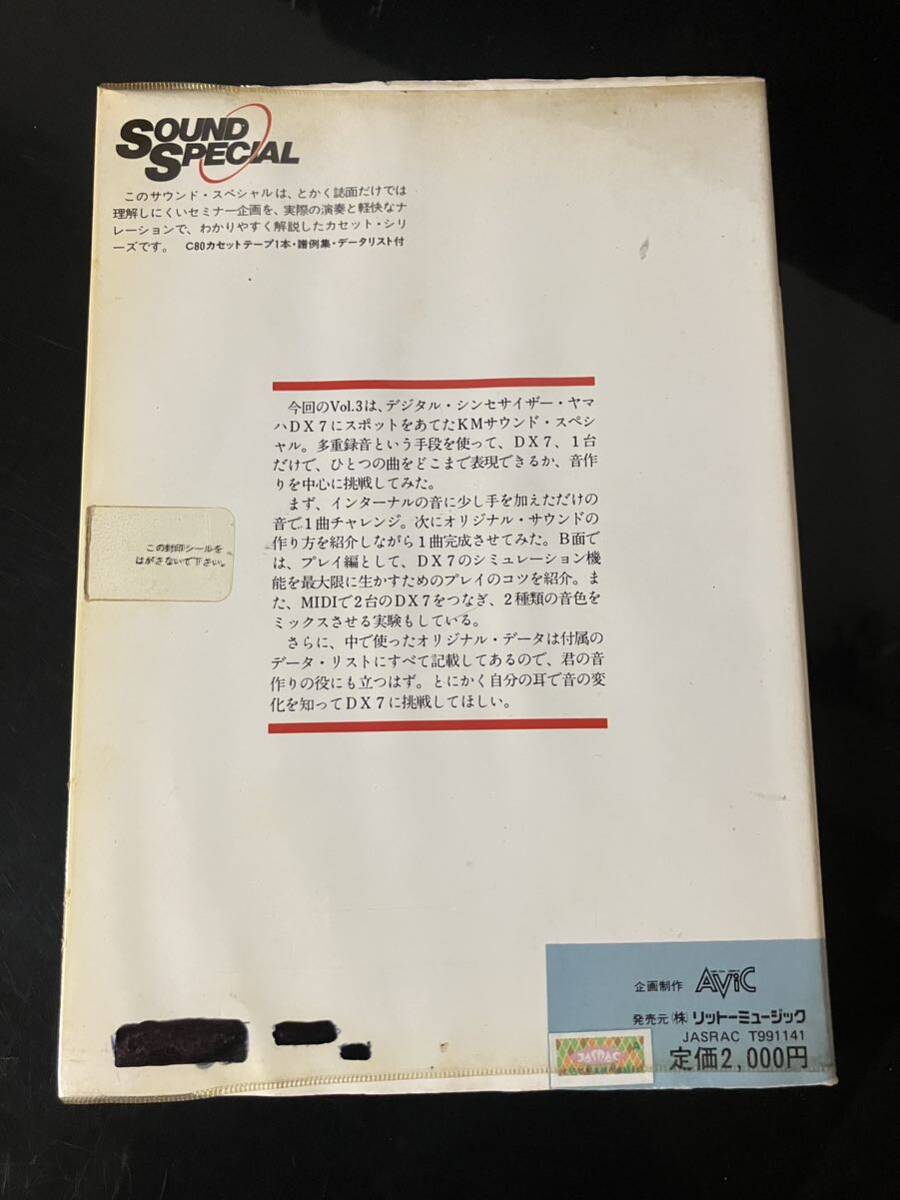 SOUND
SPECIAL
このサウンド・スペシャルは、とかく誌面だけでは
理解しにくいセミナー企画を、実際の演奏と軽快なナ
レーションで、わかりやすく解説したカセット・シリ
ーズです。 C80カセットテープ1本・譜例集・データリスト付
今回のVol.3は、デジタル・シンセサイザー・ヤマ
ハDX7にスポットをあてたKMサウンド・スペシ
ャル。多重録音という手段を使って、DX7、1台
だけで、ひとつの曲をどこまで表現できるか、音作
りを中心に挑戦してみた。
まず、インターナルの音に少し手を加えただけの
音で1曲チャレンジ。次にオリジナル・サウンドの
作り方を紹介しながら1曲完成させてみた。B面で
は、プレイ編として、DX7のシミュレーション機
能を最大限に生かすためのプレイのコツを紹介。ま
た、MIDIで2台のDX7をつなぎ、2種類の音色を
ミックスさせる実験もしている。
さらに、中で使ったオリジナル・データは付属の
データ・リストにすべて記載してあるので、君の音
作りの役にも立つはず。とにかく自分の耳で音の変
化を知ってDX7に挑戦してほしい。
この封印シールを
はがさないで下さい。
企画制作 AViC
発売元(株)リットーミュージック
JASRAC T991141
JASRAC
定価2,000円